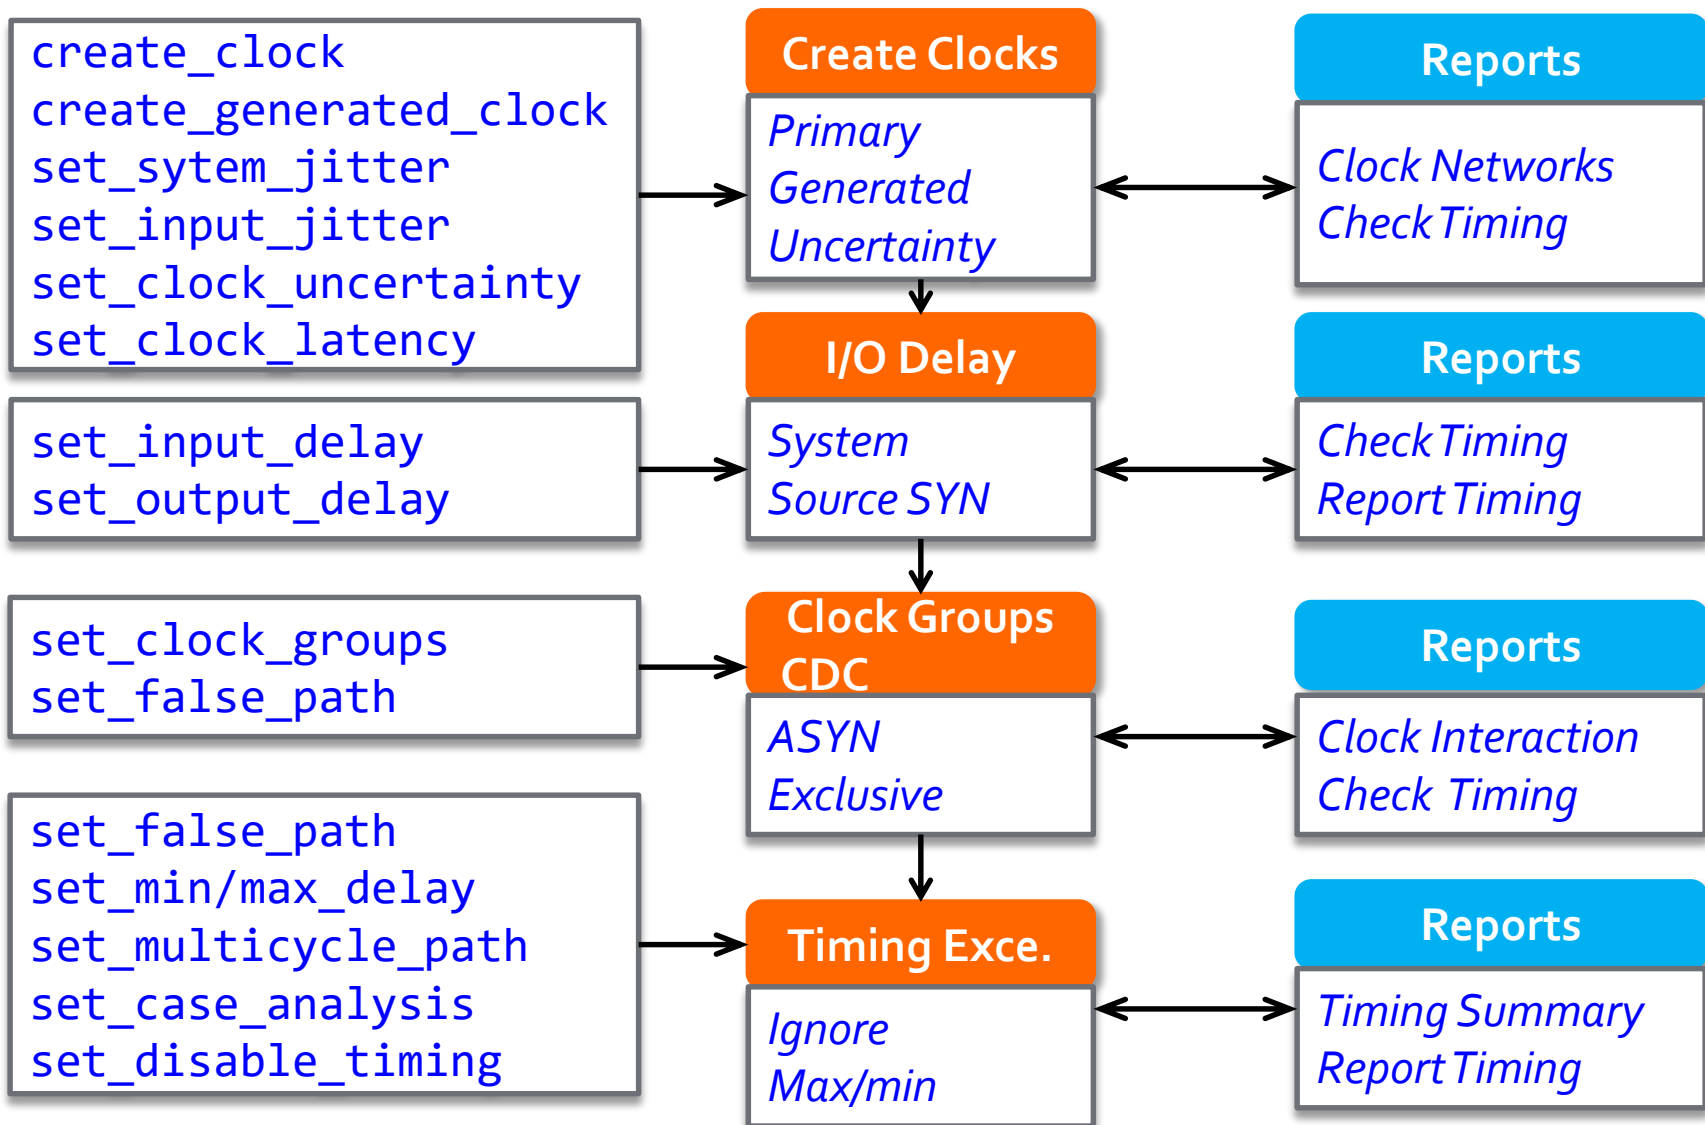 create_clock
create_generated_clock
set_sytem_jitter
set_input_jitter
set_clock_uncertainty
set_clock_latency
Create Clocks
Primary
Generated
Uncertainty
Reports
Clock Networks
Check Timing
set_input_delay
set_output_delay
I/O Delay
System
Source SYN
Reports
Check Timing
Report Timing
set_clock_groups
set_false_path
Clock Groups
CDC
ASYN
Exclusive
Reports
Clock Interaction
Check Timing
set_false_path
set_min/max_delay
set_multicycle_path
set_case_analysis
set_disable_timing
Timing Exce.
Ignore
Max/min
Reports
Timing Summary
Report Timing